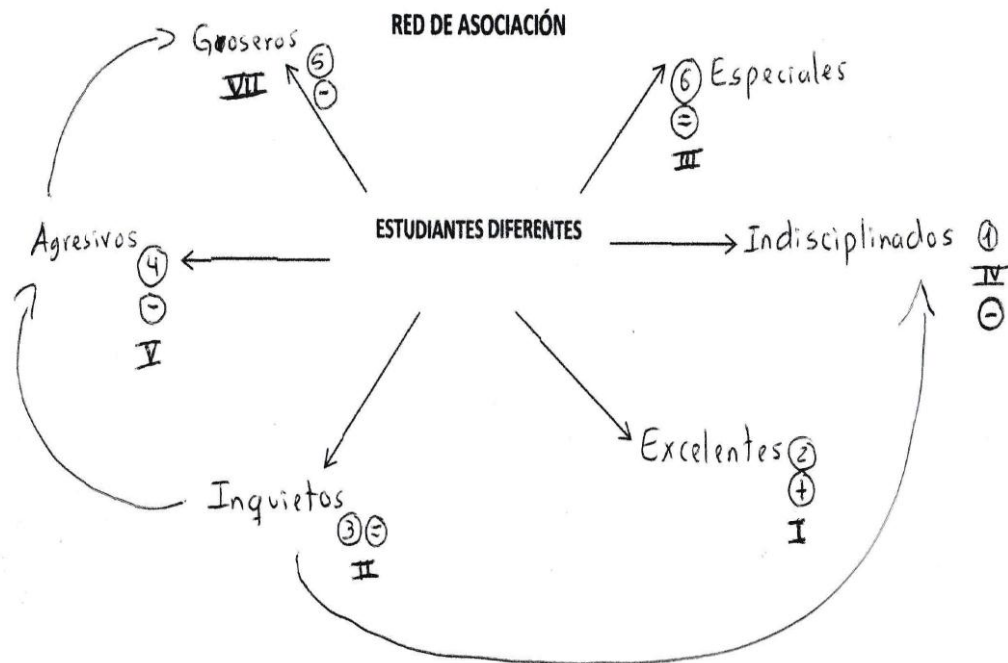 RED DE ASOCIACIÓN
Groseros 5
VII -
6 Especiales
=
III
ESTUDIANTES DIFERENTES
Agresivos
4
-
V
Indisciplinados 1
IV
-
Excelentes 2
+
I
Inquietos
3 =
II